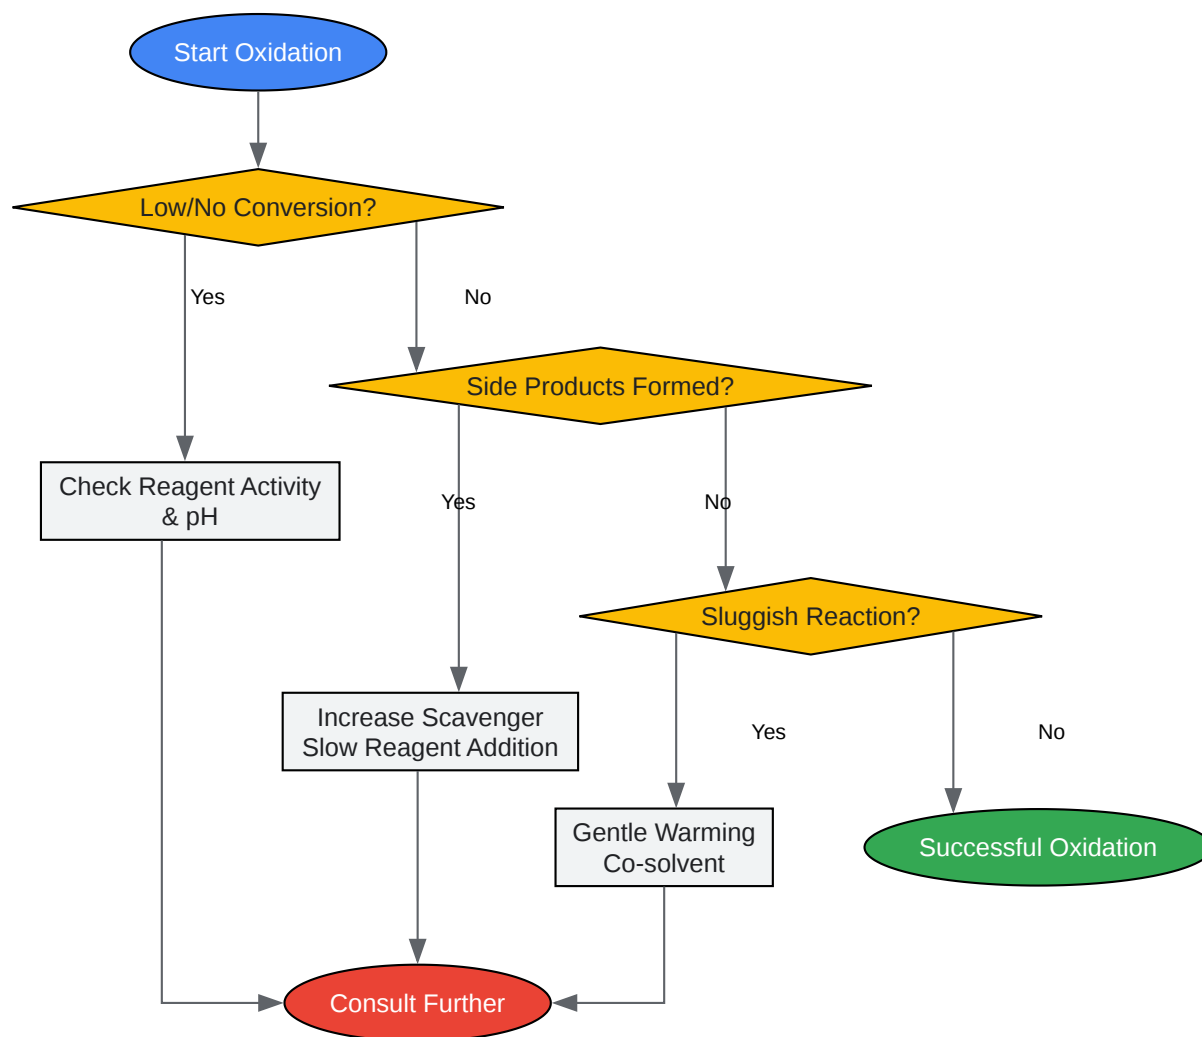 Start Oxidation
Low/No Conversion?
Yes
No
Side Products Formed?
Check Reagent Activity
& pH
Yes
No
Sluggish Reaction?
Increase Scavenger
Slow Reagent Addition
Yes
No
Gentle Warming
Co-solvent
Successful Oxidation
Consult Further